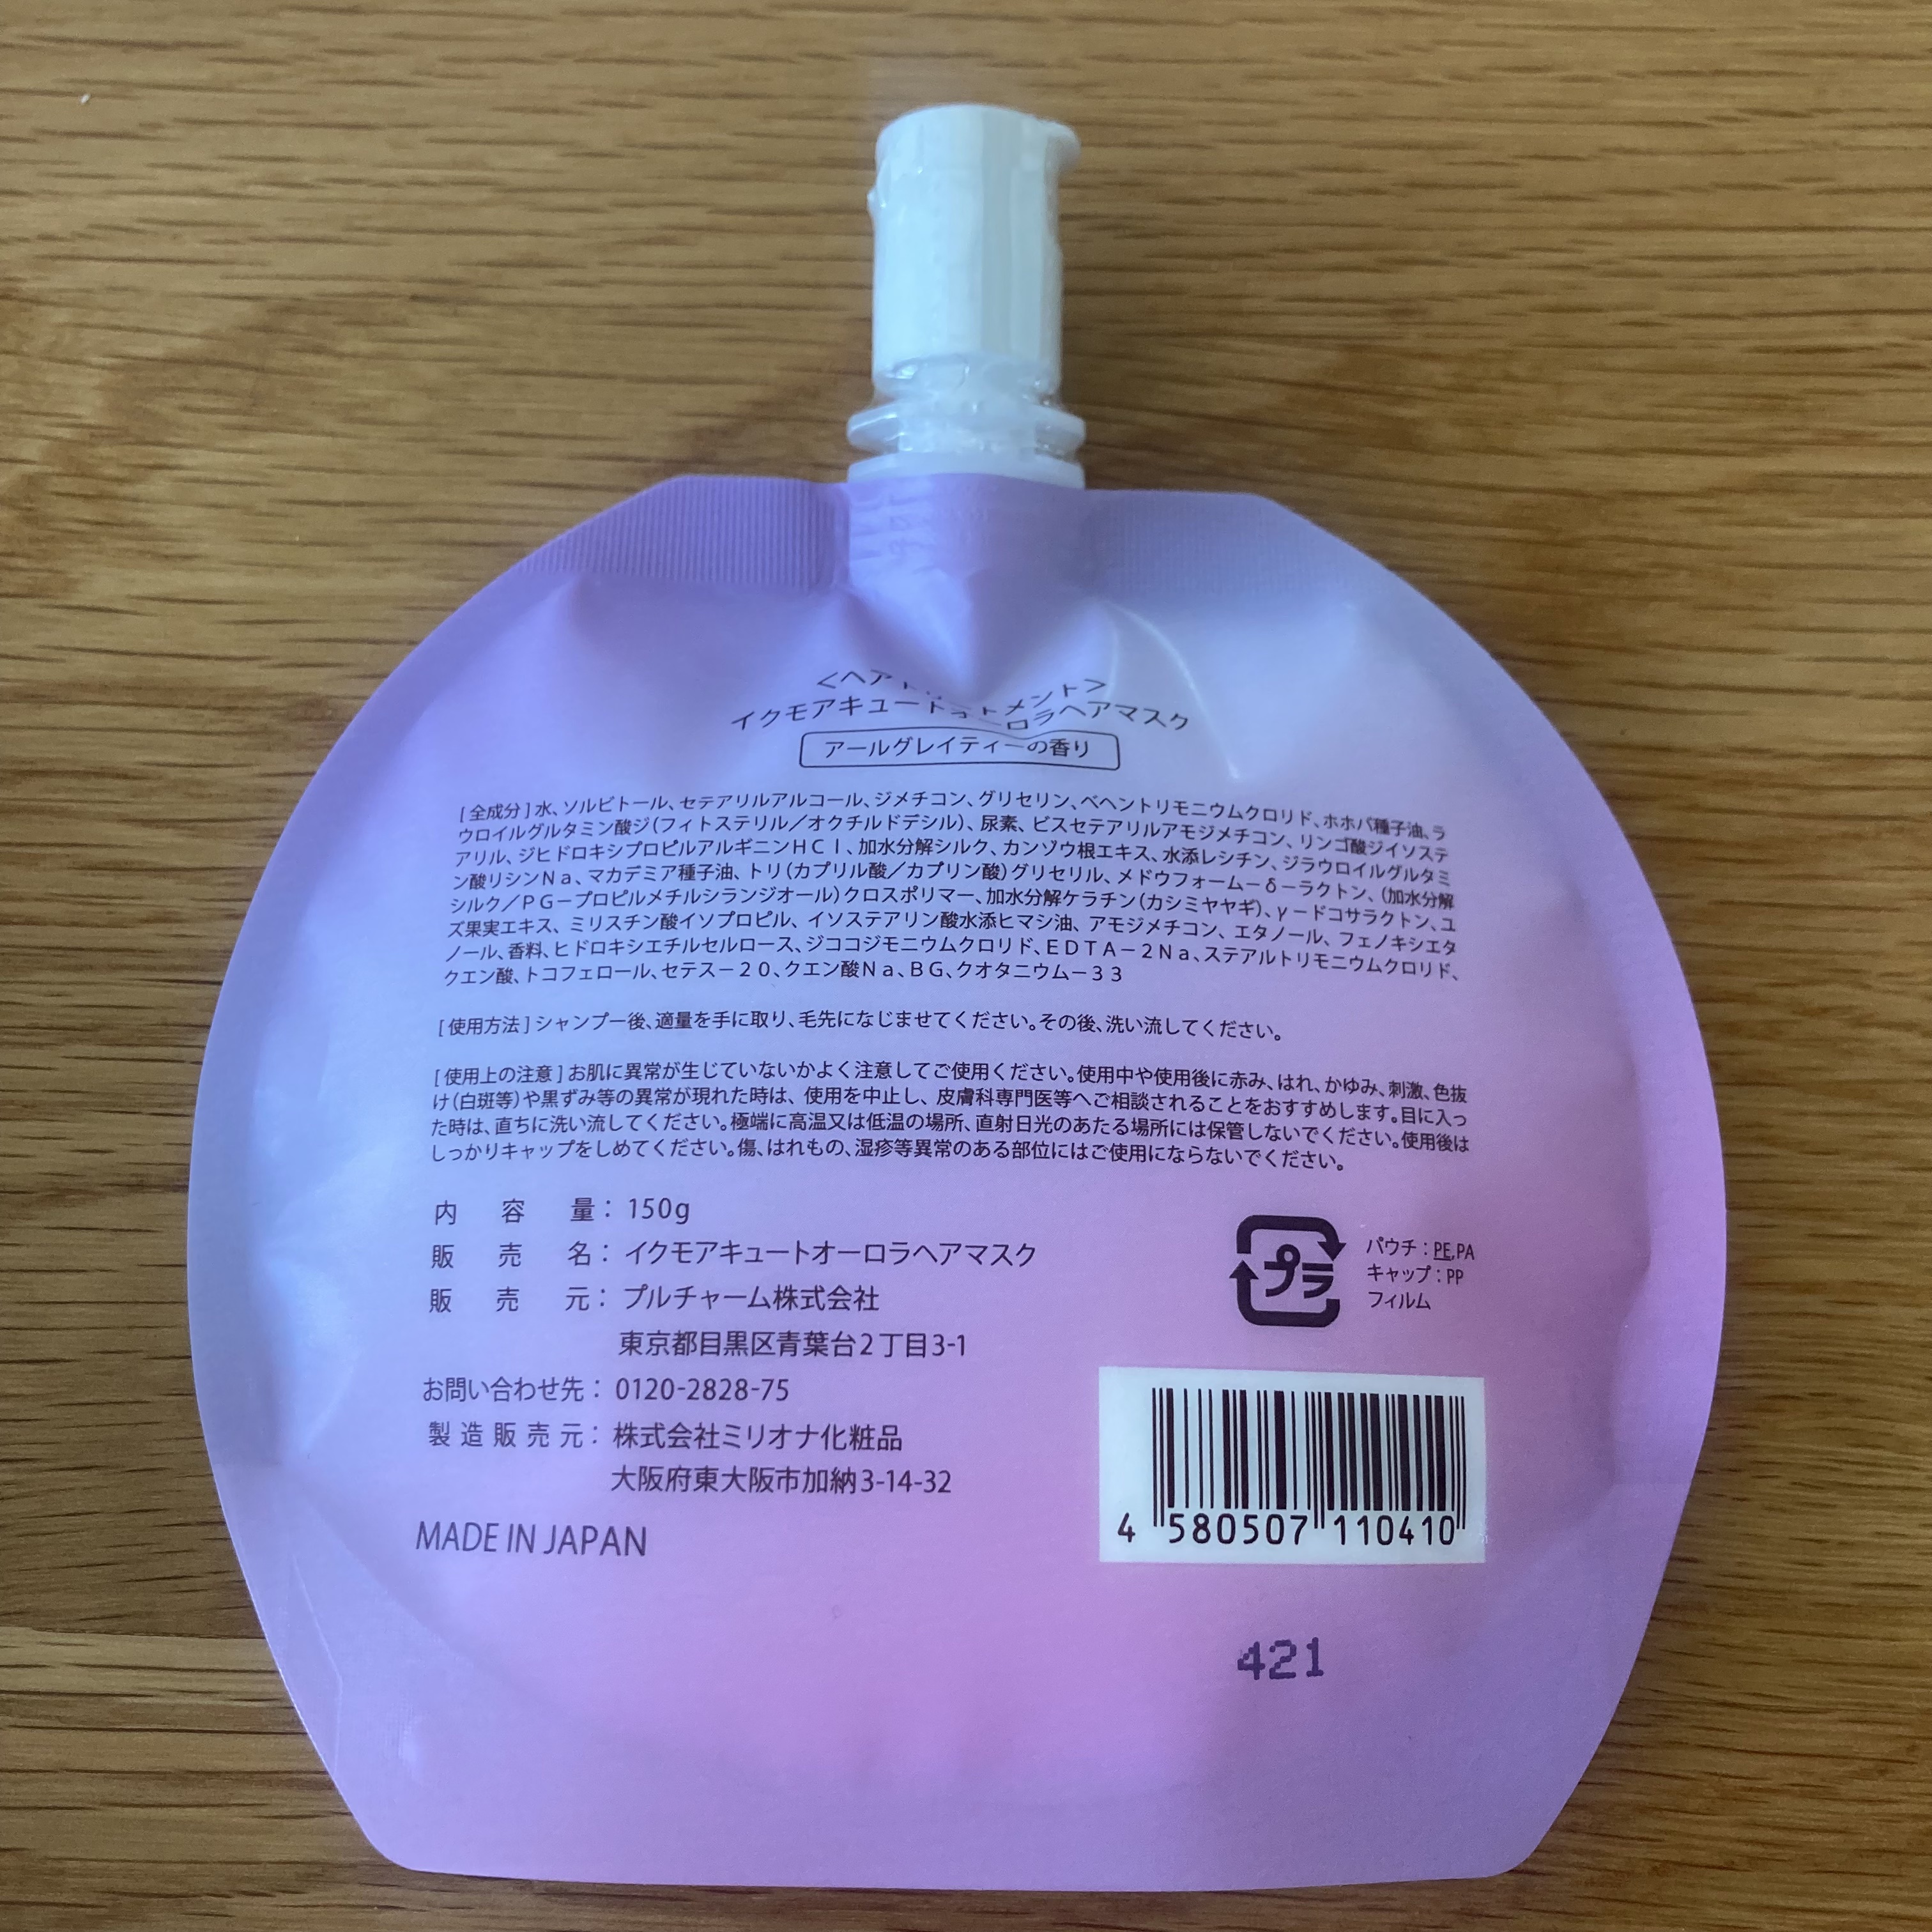 <ヘアトリートメント>
イクモアキュートオーロラヘアマスク
アールグレイティーの香り
[全成分]水、ソルビトール、セテアリルアルコール、ジメチコン、グリセリン、ベヘントリモニウムクロリド、ホホバ種子油、ラ
ウロイルグルタミン酸ジ(フィトステリル/オクチルドデシル)、尿素、ビスセテアリルアモジメチコン、リンゴ酸ジイソステ
アリル、ジヒドロキシプロピルアルギニンHCl、加水分解シルク、カンゾウ根エキス、水添レシチン、ジラウロイルグルタミ
ン酸リシンNa、マカデミア種子油、トリ(カプリル酸/カプリン酸)グリセリル、メドウフォーム－δ－ラクトン、(加水分解
シルク/PG－プロピルメチルシランジオール)クロスポリマー、加水分解ケラチン(カシミヤヤギ)、γ－ドコサラクトン、ユ
ズ果実エキス、ミリスチン酸イソプロピル、イソステアリン酸水添ヒマシ油、アモジメチコン、エタノール、フェノキシエタ
ノール、香料、ヒドロキシエチルセルロース、ジココジモニウムクロリド、EDTA－2Na、ステアルトリモニウムクロリド、
クエン酸、トコフェロール、セテス－20、クエン酸Na、BG、クオタニウム－33
[使用方法]シャンプー後、適量を手に取り、毛先になじませてください。その後、洗い流してください。
[使用上の注意]お肌に異常が生じていないかよく注意してご使用ください。使用中や使用後に赤み、はれ、かゆみ、刺激、色抜
け(白斑等)や黒ずみ等の異常が現れた時は、使用を中止し、皮膚科専門医等へご相談されることをおすすめします。目に入っ
た時は、直ちに洗い流してください。極端に高温又は低温の場所、直射日光のあたる場所には保管しないでください。使用後は
しっかりキャップをしめてください。傷、はれもの、湿疹等異常のある部位にはご使用にならないでください。
内容量：150g
販売名：イクモアキュートオーロラヘアマスク
販売元：プルチャーム株式会社
東京都目黒区青葉台2丁目3-1
お問い合わせ先：0120-2828-75
製造販売元：株式会社ミリオナ化粧品
大阪府東大阪市加納3-14-32
MADE IN JAPAN
プラ
パウチ：PE,PA
キャップ：PP
フィルム
4 580507 110410
421